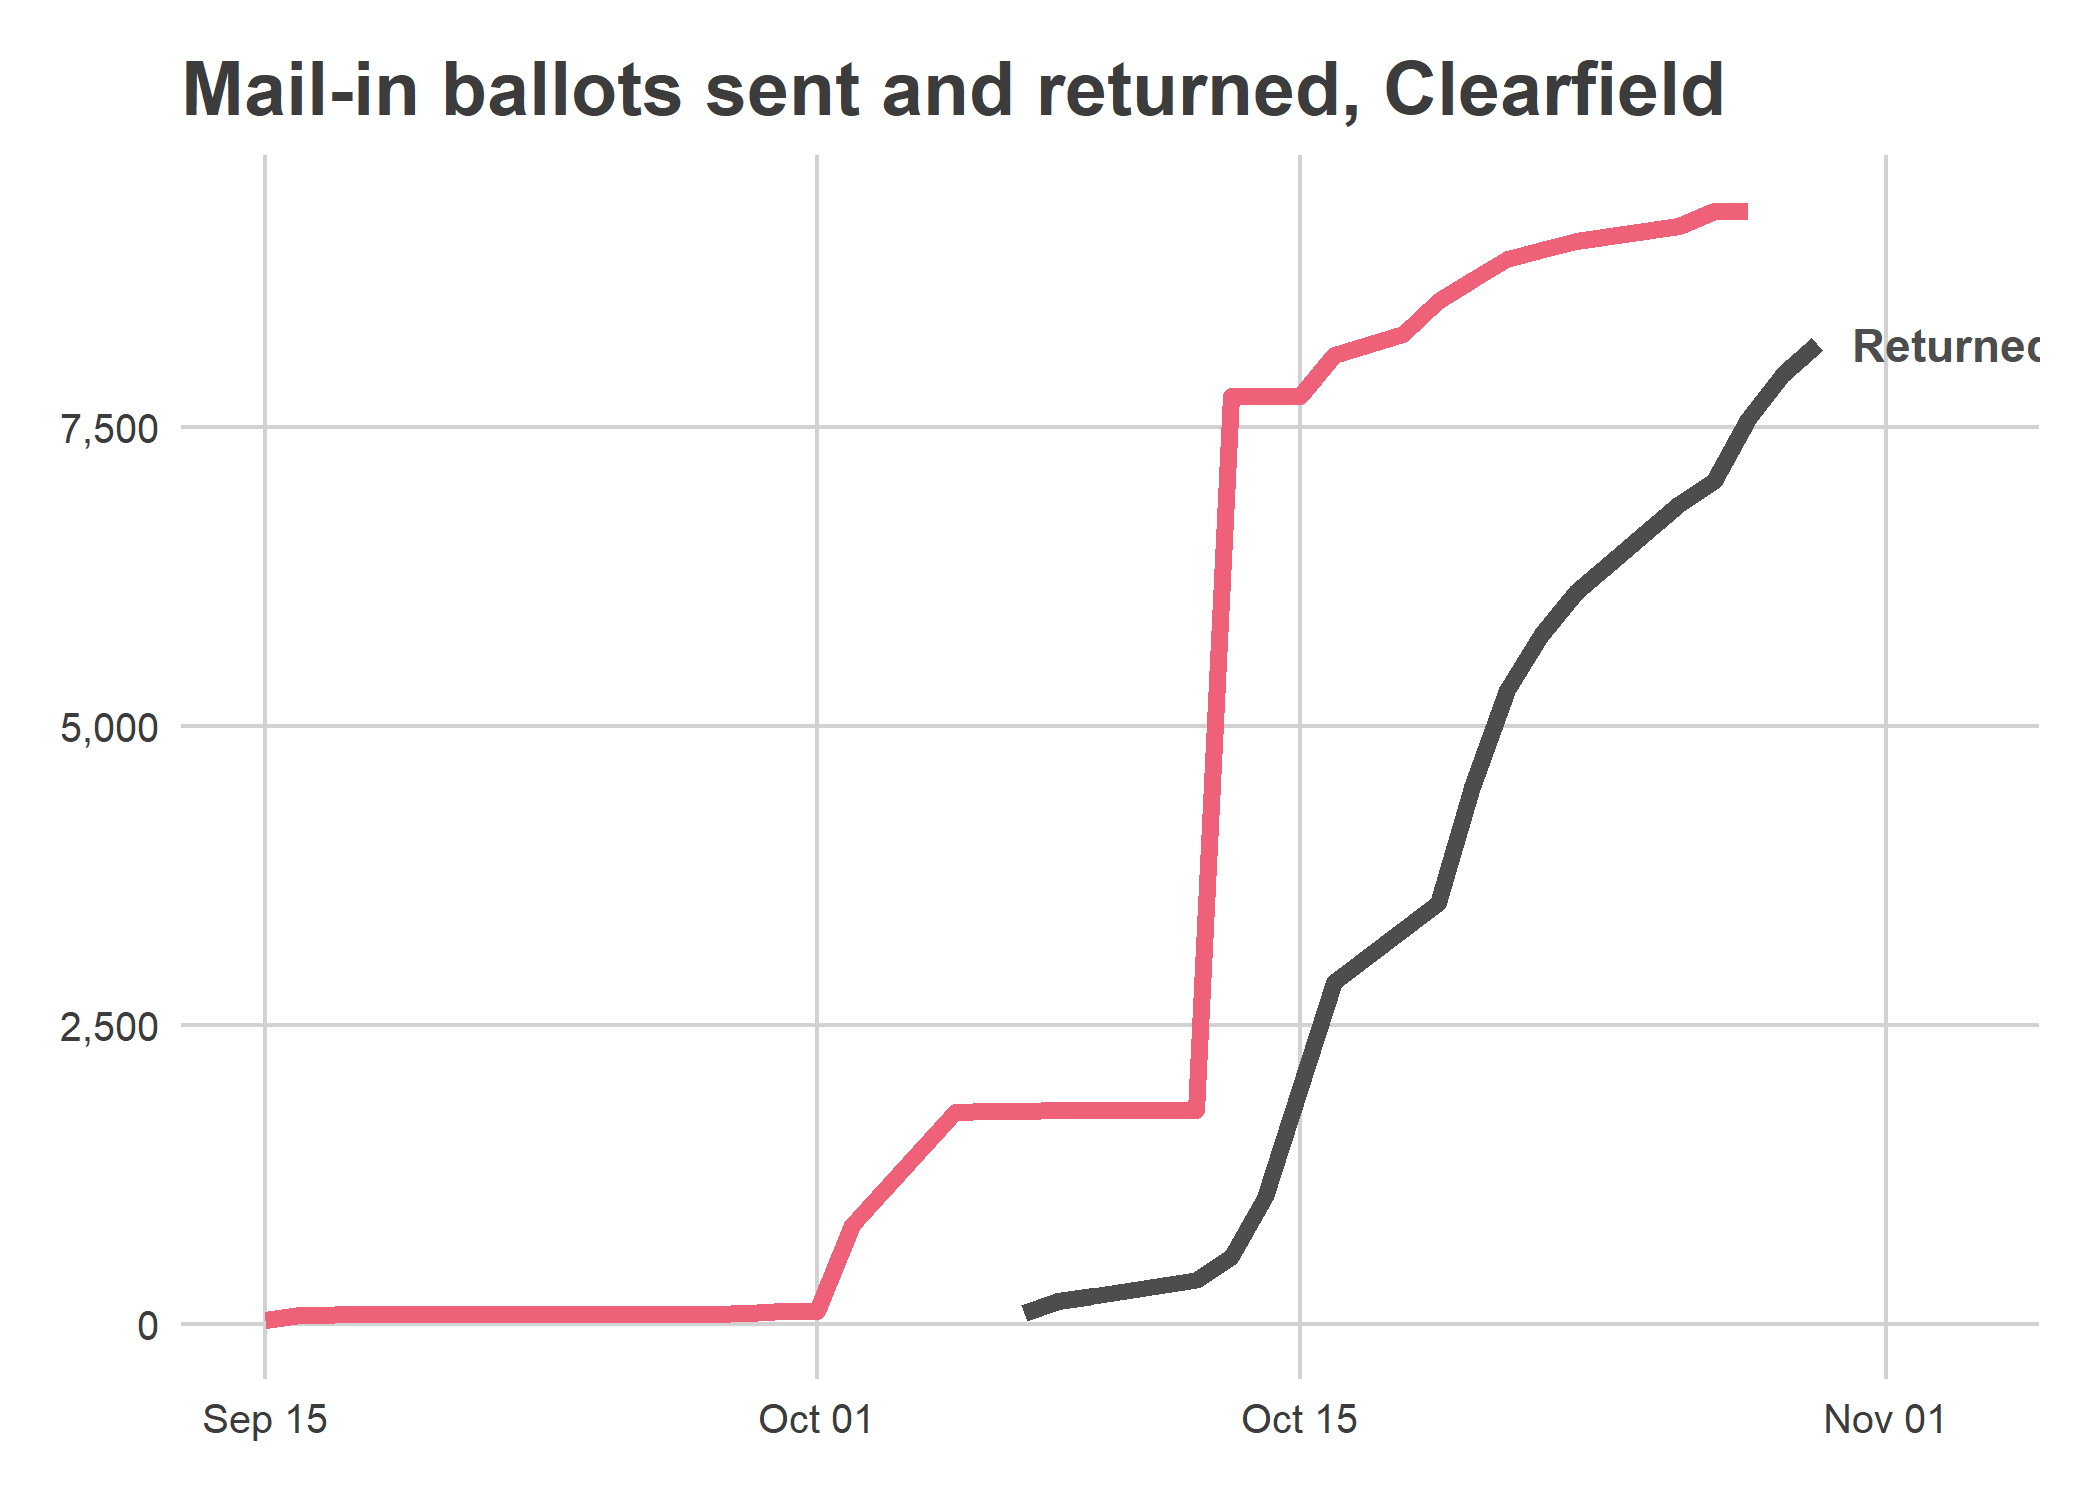 Mail-in ballots sent and returned, Clearfield
Returned
7,500
5,000
2,500
0
Sep 15 Oct 01 Oct 15 Nov 01